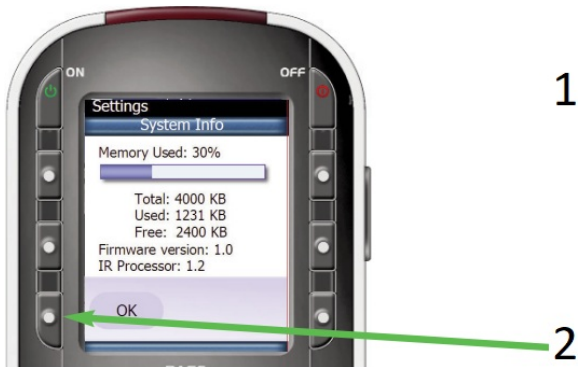 ON
OFF
1
Settings
System Info
Memory Used: 30%
Total: 4000 KB
Used: 1231 KB
Free: 2400 KB
Firmware version: 1.0
IR Processor: 1.2
OK
2